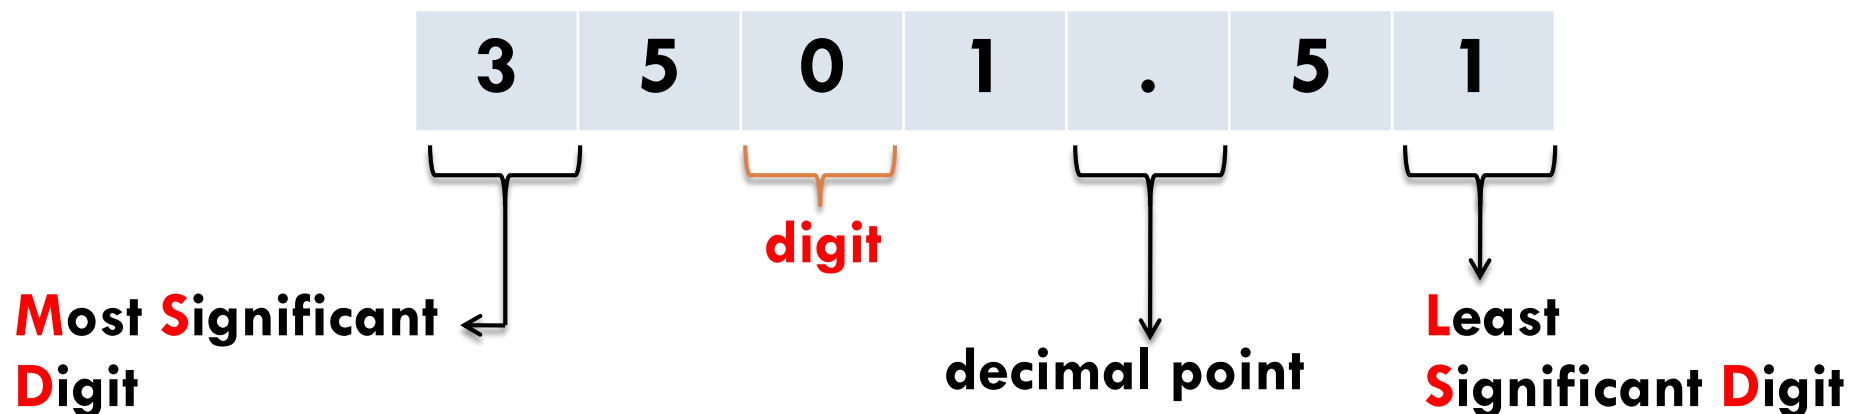 3 5 0 1 . 5 1
digit
Most Significant
Digit
decimal point
Least
Significant Digit